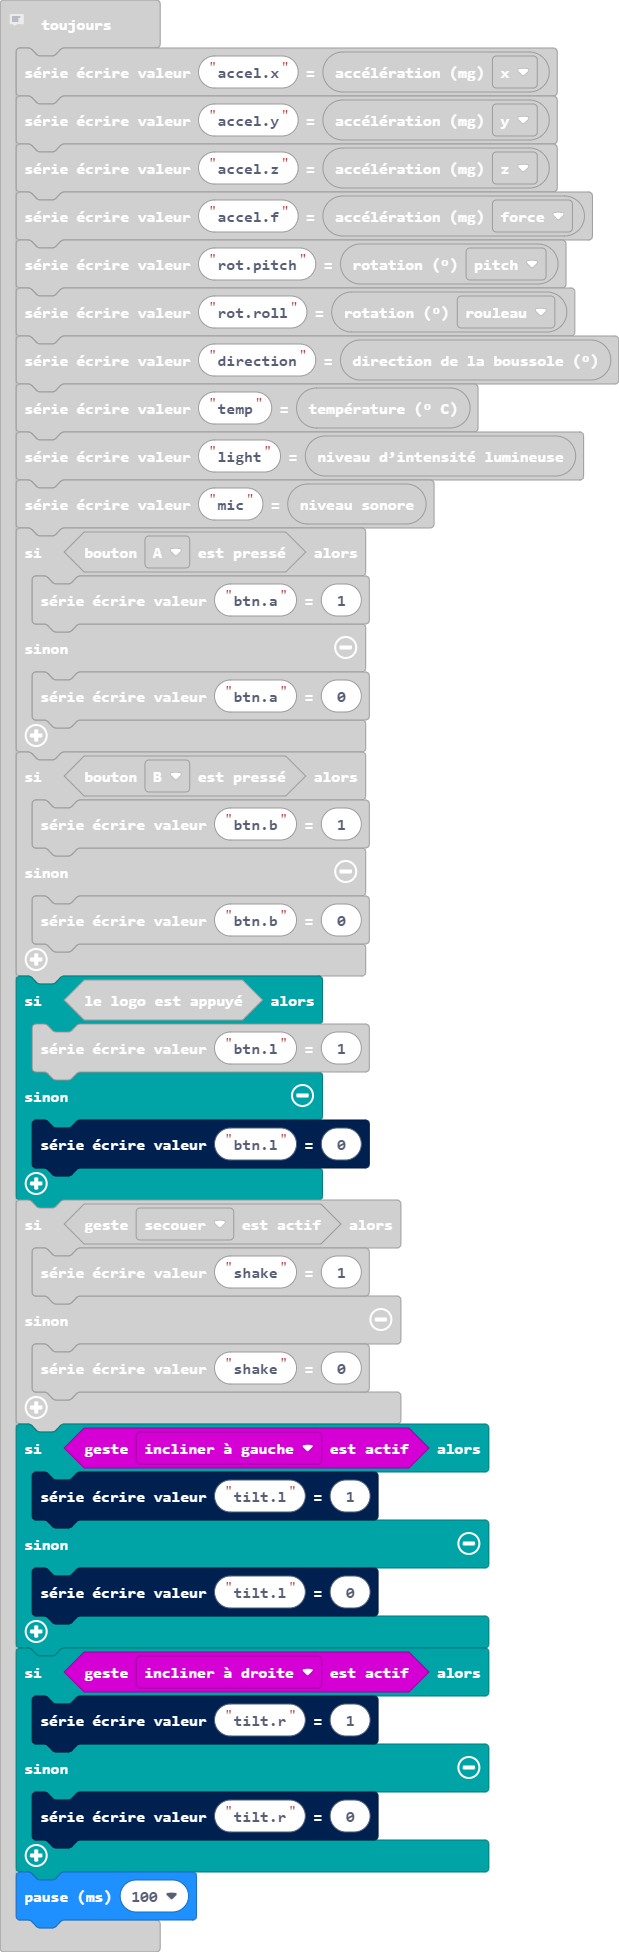 toujours
série écrire valeur "accel.x" = accélération (mg) x
série écrire valeur "accel.y" = accélération (mg) y
série écrire valeur "accel.z" = accélération (mg) z
série écrire valeur "accel.f" = accélération (mg) force
série écrire valeur "rot.pitch" = rotation (°) pitch
série écrire valeur "rot.roll" = rotation (°) rouleau
série écrire valeur "direction" = direction de la boussole (°)
série écrire valeur "temp" = température (° C)
série écrire valeur "light" = niveau d'intensité lumineuse
série écrire valeur "mic" = niveau sonore
si bouton A est pressé alors
série écrire valeur "btn.a" = 1
sinon
série écrire valeur "btn.a" = 0
si bouton B est pressé alors
série écrire valeur "btn.b" = 1
sinon
série écrire valeur "btn.b" = 0
si le logo est appuyé alors
série écrire valeur "btn.l" = 1
sinon
série écrire valeur "btn.l" = 0
si geste secouer est actif alors
série écrire valeur "shake" = 1
sinon
série écrire valeur "shake" = 0
si geste incliner à gauche est actif alors
série écrire valeur "tilt.l" = 1
sinon
série écrire valeur "tilt.l" = 0
si geste incliner à droite est actif alors
série écrire valeur "tilt.r" = 1
sinon
série écrire valeur "tilt.r" = 0
pause (ms) 100